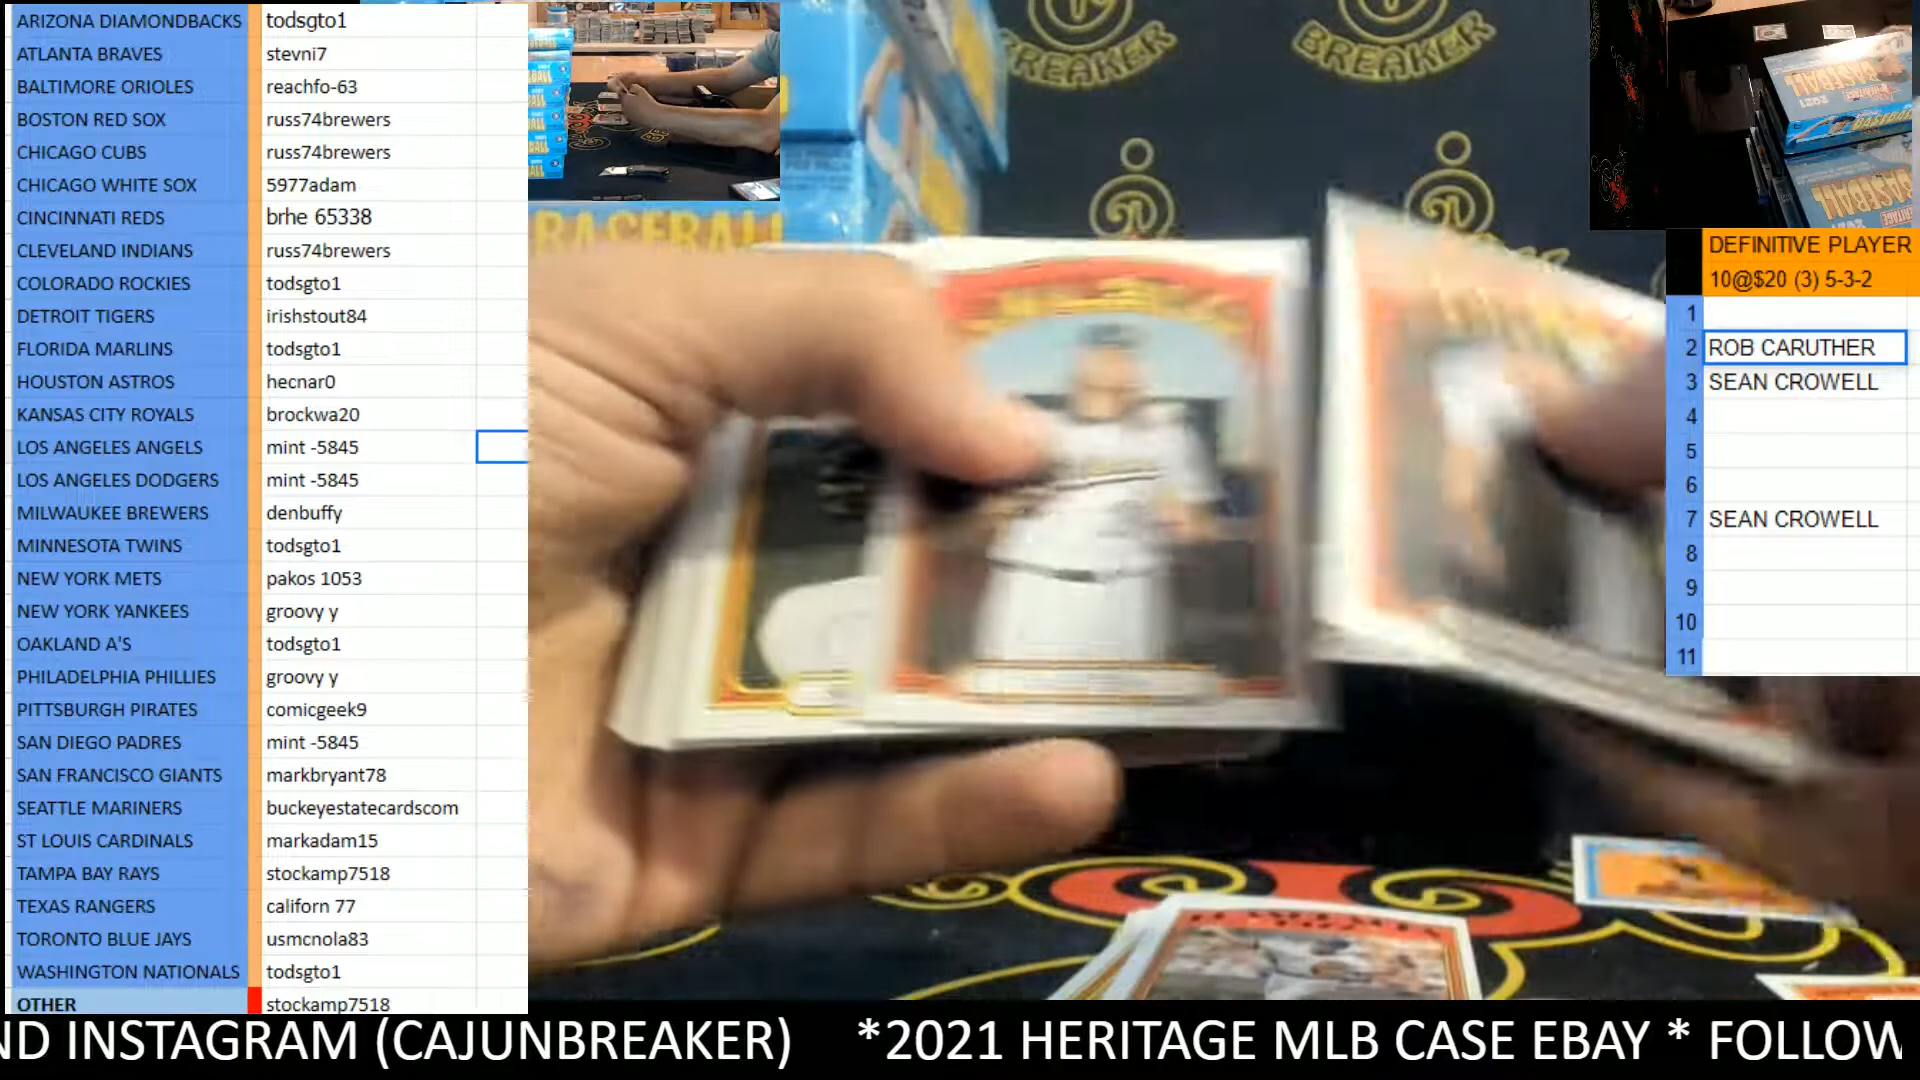 ARIZONA DIAMONDBACKS todsgto1
ATLANTA BRAVES stevni7
BALTIMORE ORIOLES reachfo-63
BOSTON RED SOX russ74brewers
CHICAGO CUBS russ74brewers
CHICAGO WHITE SOX 5977adam
CINCINNATI REDS brhe 65338
CLEVELAND INDIANS russ74brewers
COLORADO ROCKIES todsgto1
DETROIT TIGERS irishstout84
FLORIDA MARLINS todsgto1
HOUSTON ASTROS hecnar0
KANSAS CITY ROYALS brockwa20
LOS ANGELES ANGELS mint -5845
LOS ANGELES DODGERS mint -5845
MILWAUKEE BREWERS denbuffy
MINNESOTA TWINS todsgto1
NEW YORK METS pakos 1053
NEW YORK YANKEES groovy y
OAKLAND A'S todsgto1
PHILADELPHIA PHILLIES groovy y
PITTSBURGH PIRATES comicgeek9
SAN DIEGO PADRES mint -5845
SAN FRANCISCO GIANTS markbryant78
SEATTLE MARINERS buckeyestatecardscom
ST LOUIS CARDINALS markadam15
TAMPA BAY RAYS stockamp7518
TEXAS RANGERS californ 77
TORONTO BLUE JAYS usmcnola83
WASHINGTON NATIONALS todsgto1
OTHER stockamp7518
BREAKER
BREAKER
BASEBALL
BASEBALL
2021
BASEBALL
BASEBALL
DEFINITIVE PLAYER
10@$20 (3) 5-3-2
1
2 ROB CARUTHER
3 SEAN CROWELL
4
5
6
7 SEAN CROWELL
8
9
10
11
ND INSTAGRAM (CAJUNBREAKER) *2021 HERITAGE MLB CASE EBAY * FOLLOW